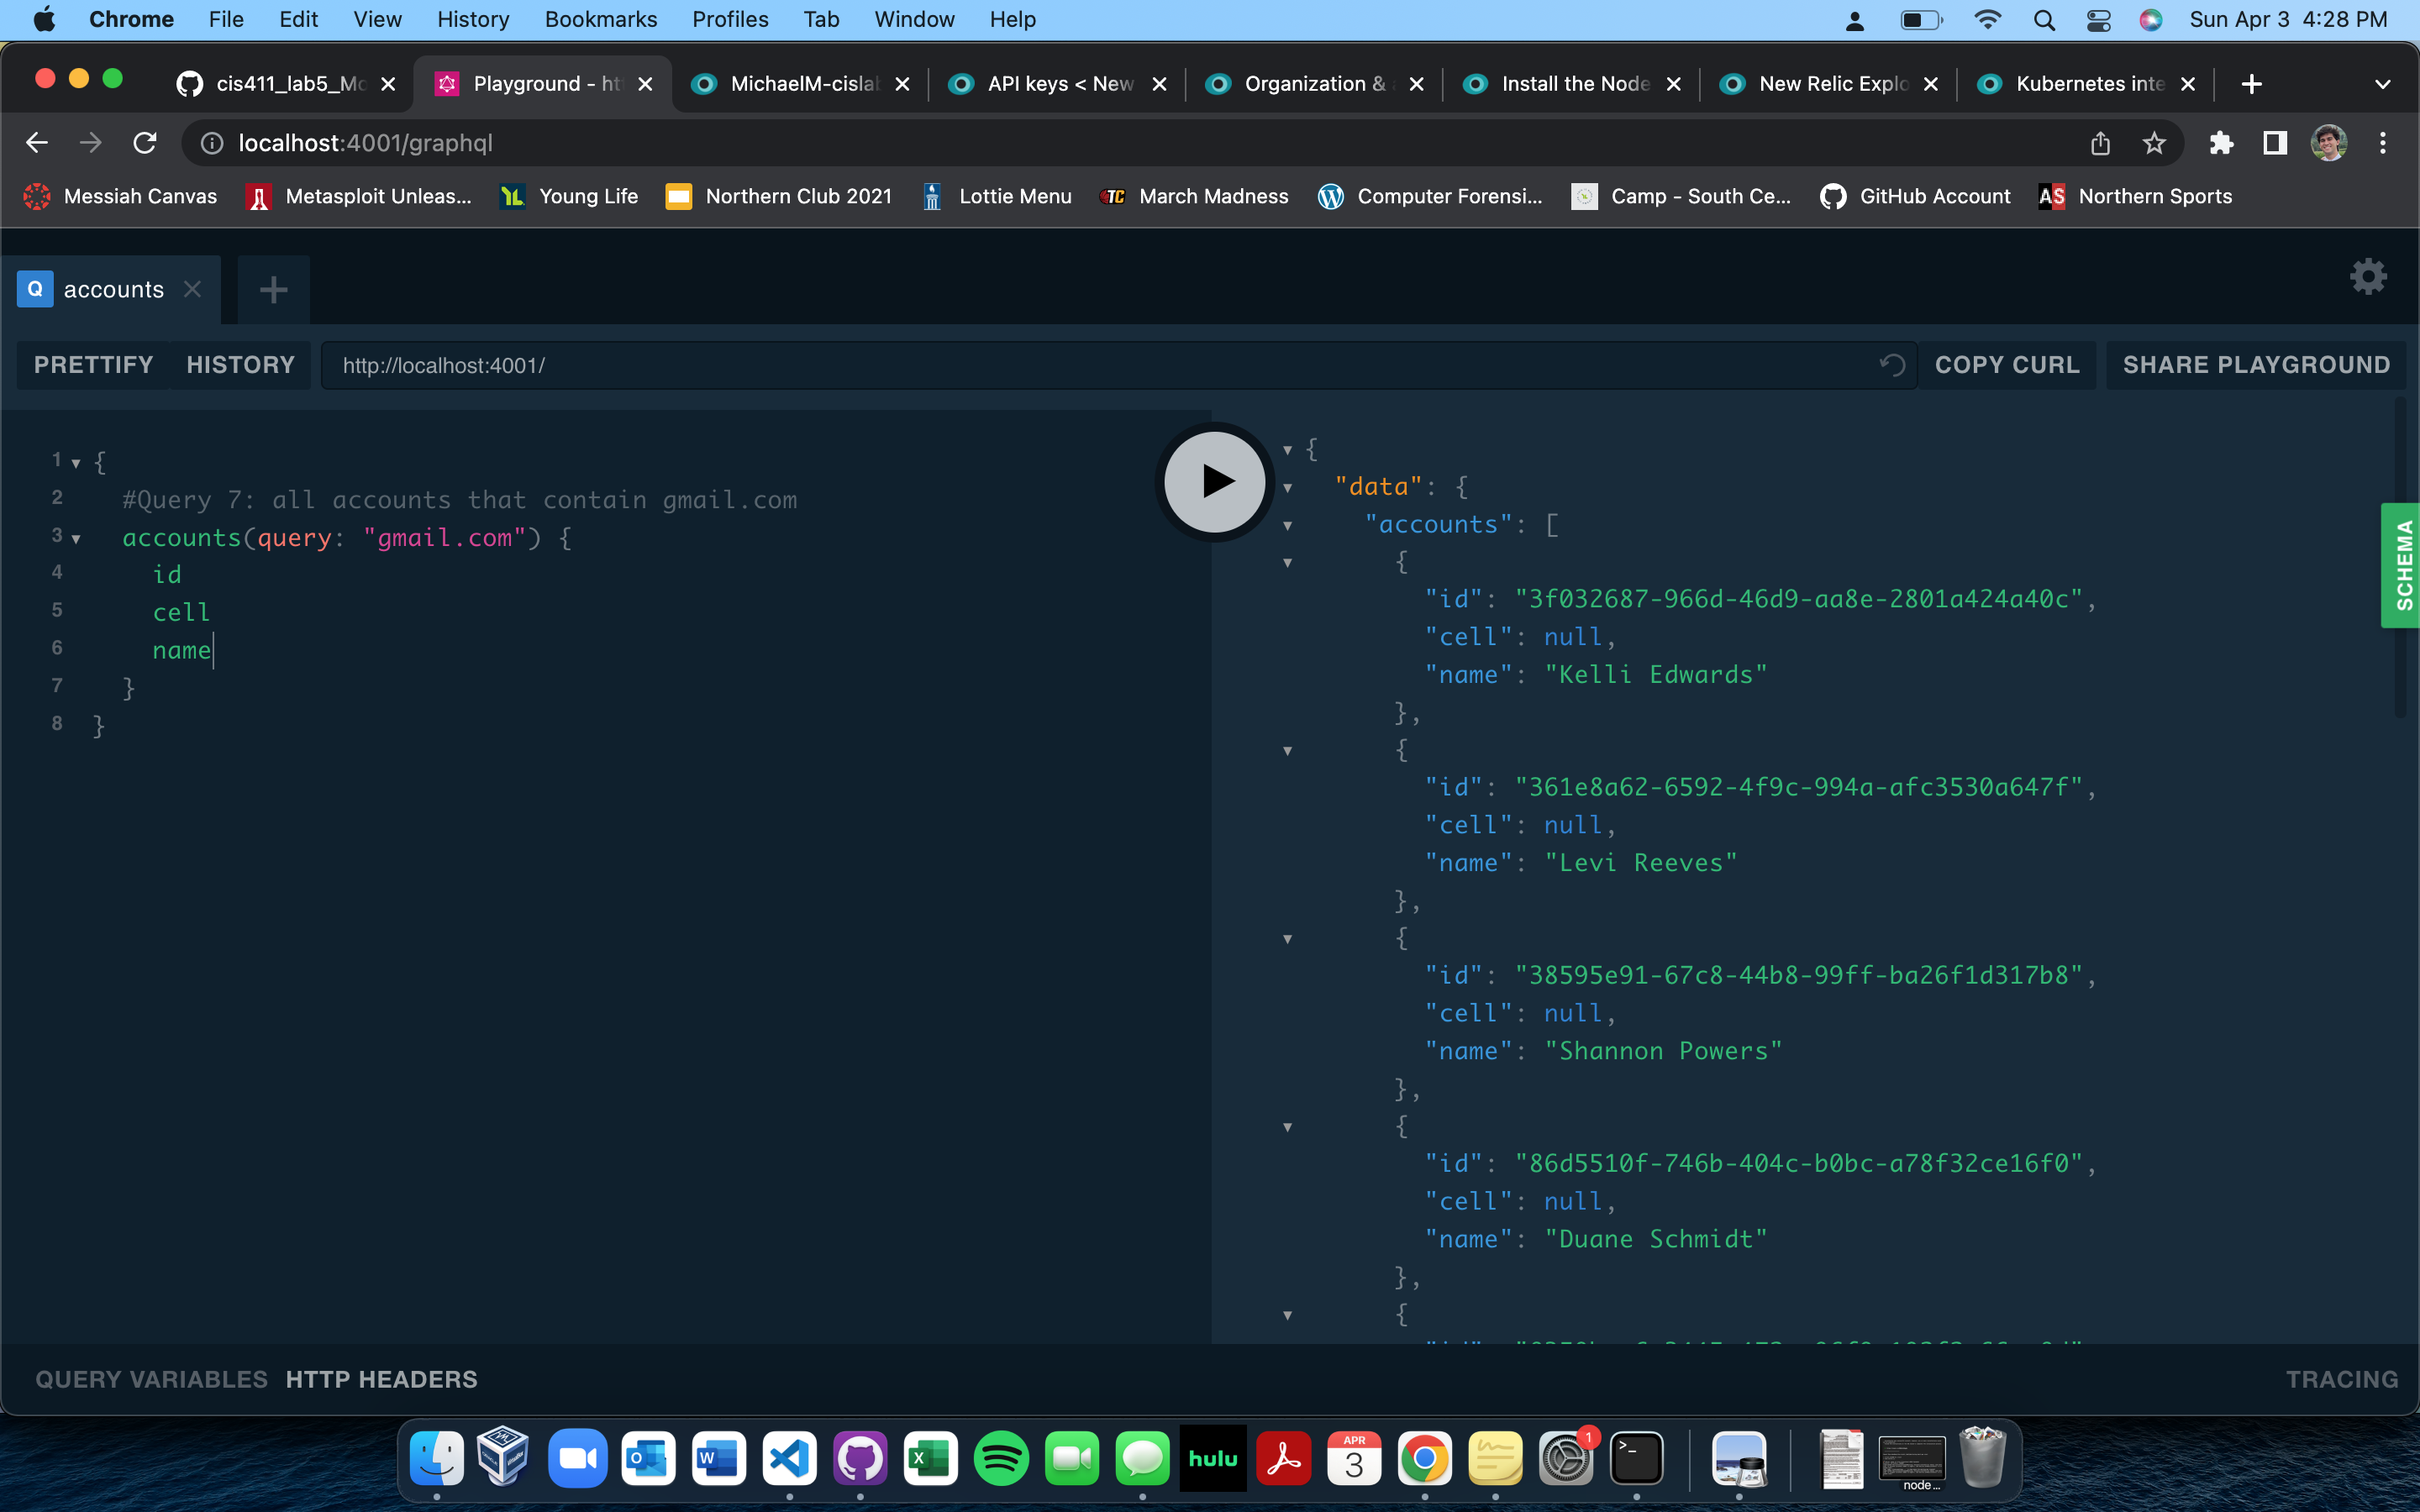 Chrome File Edit View History Bookmarks Profiles Tab Window Help Sun Apr 3 4:28 PM
cis411_lab5_Mo Playground - ht MichaelM-cislab API keys < New Organization & Install the Node New Relic Explo Kubernetes inte
localhost:4001/graphql
Messiah Canvas Metasploit Unleas... Young Life Northern Club 2021 Lottie Menu March Madness Computer Forensi... Camp - South Ce... GitHub Account Northern Sports
Q accounts
PRETTIFY HISTORY http://localhost:4001/ COPY CURL SHARE PLAYGROUND
1 {
2 #Query 7: all accounts that contain gmail.com
3 accounts(query: "gmail.com") {
4 id
5 cell
6 name
7 }
8 }
{
"data": {
"accounts": [
{
"id": "3f032687-966d-46d9-aa8e-2801a424a40c",
"cell": null,
"name": "Kelli Edwards"
},
{
"id": "361e8a62-6592-4f9c-994a-afc3530a647f",
"cell": null,
"name": "Levi Reeves"
},
{
"id": "38595e91-67c8-44b8-99ff-ba26f1d317b8",
"cell": null,
"name": "Shannon Powers"
},
{
"id": "86d5510f-746b-404c-b0bc-a78f32ce16f0",
"cell": null,
"name": "Duane Schmidt"
},
{
SCHEMA
QUERY VARIABLES HTTP HEADERS TRACING
hulu
APR
3
1
node...